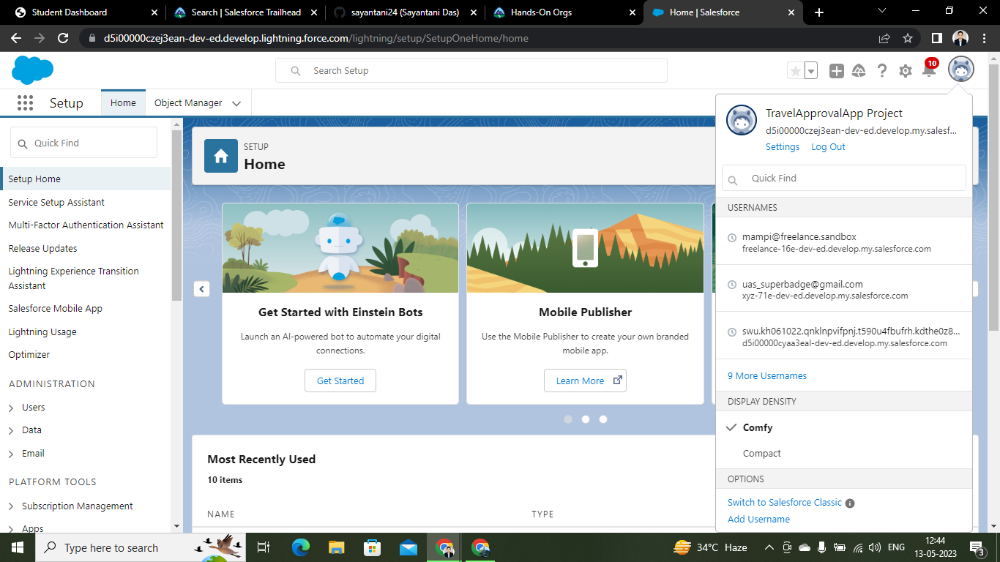 Student Dashboard
Search | Salesforce Trailhead
sayantani24 (Sayantani Das)
Hands-On Orgs
Home | Salesforce
d5i00000czej3ean-dev-ed.develop.lightning.force.com/lightning/setup/SetupOneHome/home
Search Setup
10
Setup
Home
Object Manager
Quick Find
Setup Home
Service Setup Assistant
Multi-Factor Authentication Assistant
Release Updates
Lightning Experience Transition
Assistant
Salesforce Mobile App
Lightning Usage
Optimizer
ADMINISTRATION
Users
Data
Email
PLATFORM TOOLS
Subscription Management
Apps
SETUP
Home
Get Started with Einstein Bots
Launch an AI-powered bot to automate your digital
connections.
Get Started
Mobile Publisher
Use the Mobile Publisher to create your own branded
mobile app.
Learn More
Most Recently Used
10 items
NAME
TYPE
TravelApprovalApp Project
d5i00000czej3ean-dev-ed.develop.my.salesf...
Settings
Log Out
Quick Find
USERNAMES
mampi@freelance.sandbox
freelance-16e-dev-ed.develop.my.salesforce.com
uas_superbadge@gmail.com
xyz-71e-dev-ed.develop.my.salesforce.com
swu.kh061022.qnklnpvifpnj.t590u4fbufrh.kdthe0z8...
d5i00000cyaa3eal-dev-ed.develop.my.salesforce.com
9 More Usernames
DISPLAY DENSITY
Comfy
Compact
OPTIONS
Switch to Salesforce Classic
Add Username
Type here to search
34°C Haze
ENG
12:44
13-05-2023
3